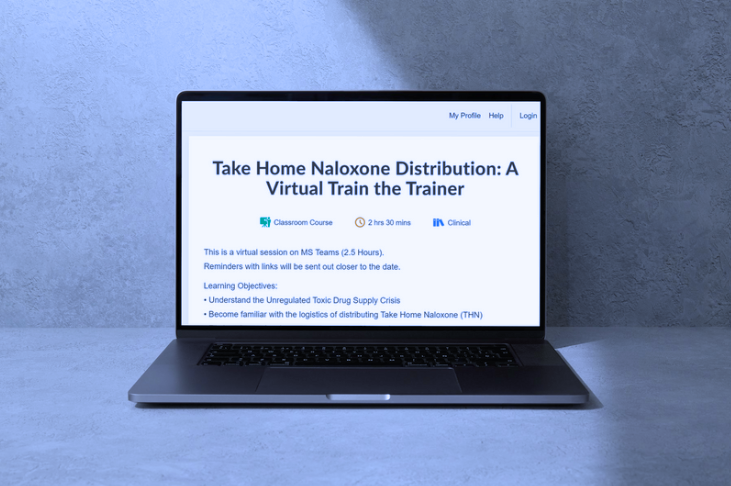 My Profile Help Login
Take Home Naloxone Distribution: A
Virtual Train the Trainer
Classroom Course 2 hrs 30 mins Clinical
This is a virtual session on MS Teams (2.5 Hours).
Reminders with links will be sent out closer to the date.
Learning Objectives:
• Understand the Unregulated Toxic Drug Supply Crisis
• Become familiar with the logistics of distributing Take Home Naloxone (THN)